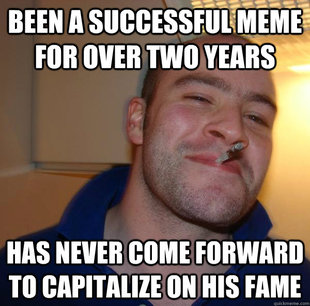 BEEN A SUCCESSFUL MEME
FOR OVER TWO YEARS
HAS NEVER COME FORWARD
TO CAPITALIZE ON HIS FAME
quickmeme.com